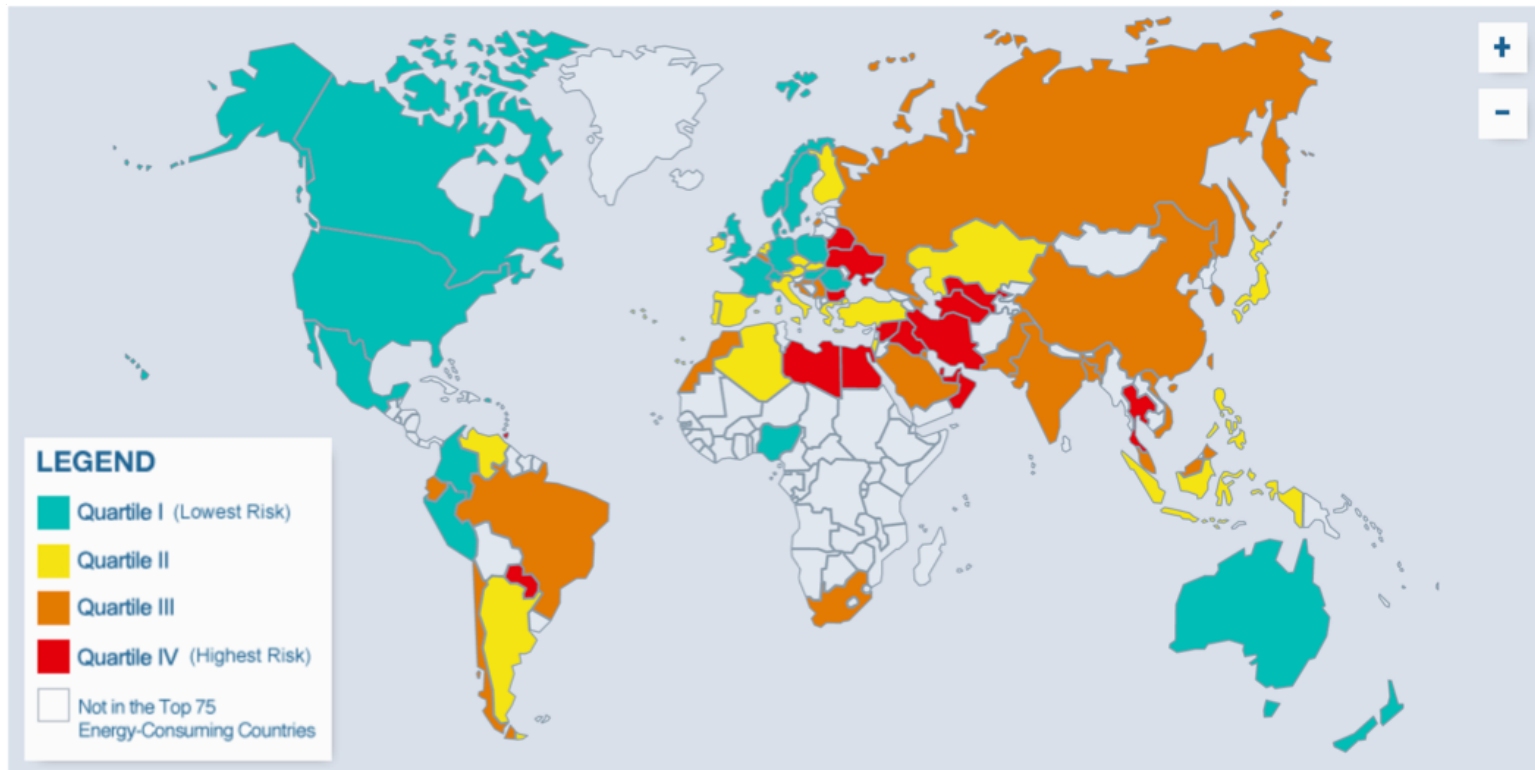 +
−
LEGEND
Quartile I (Lowest Risk)
Quartile II
Quartile III
Quartile IV (Highest Risk)
Not in the Top 75
Energy-Consuming Countries